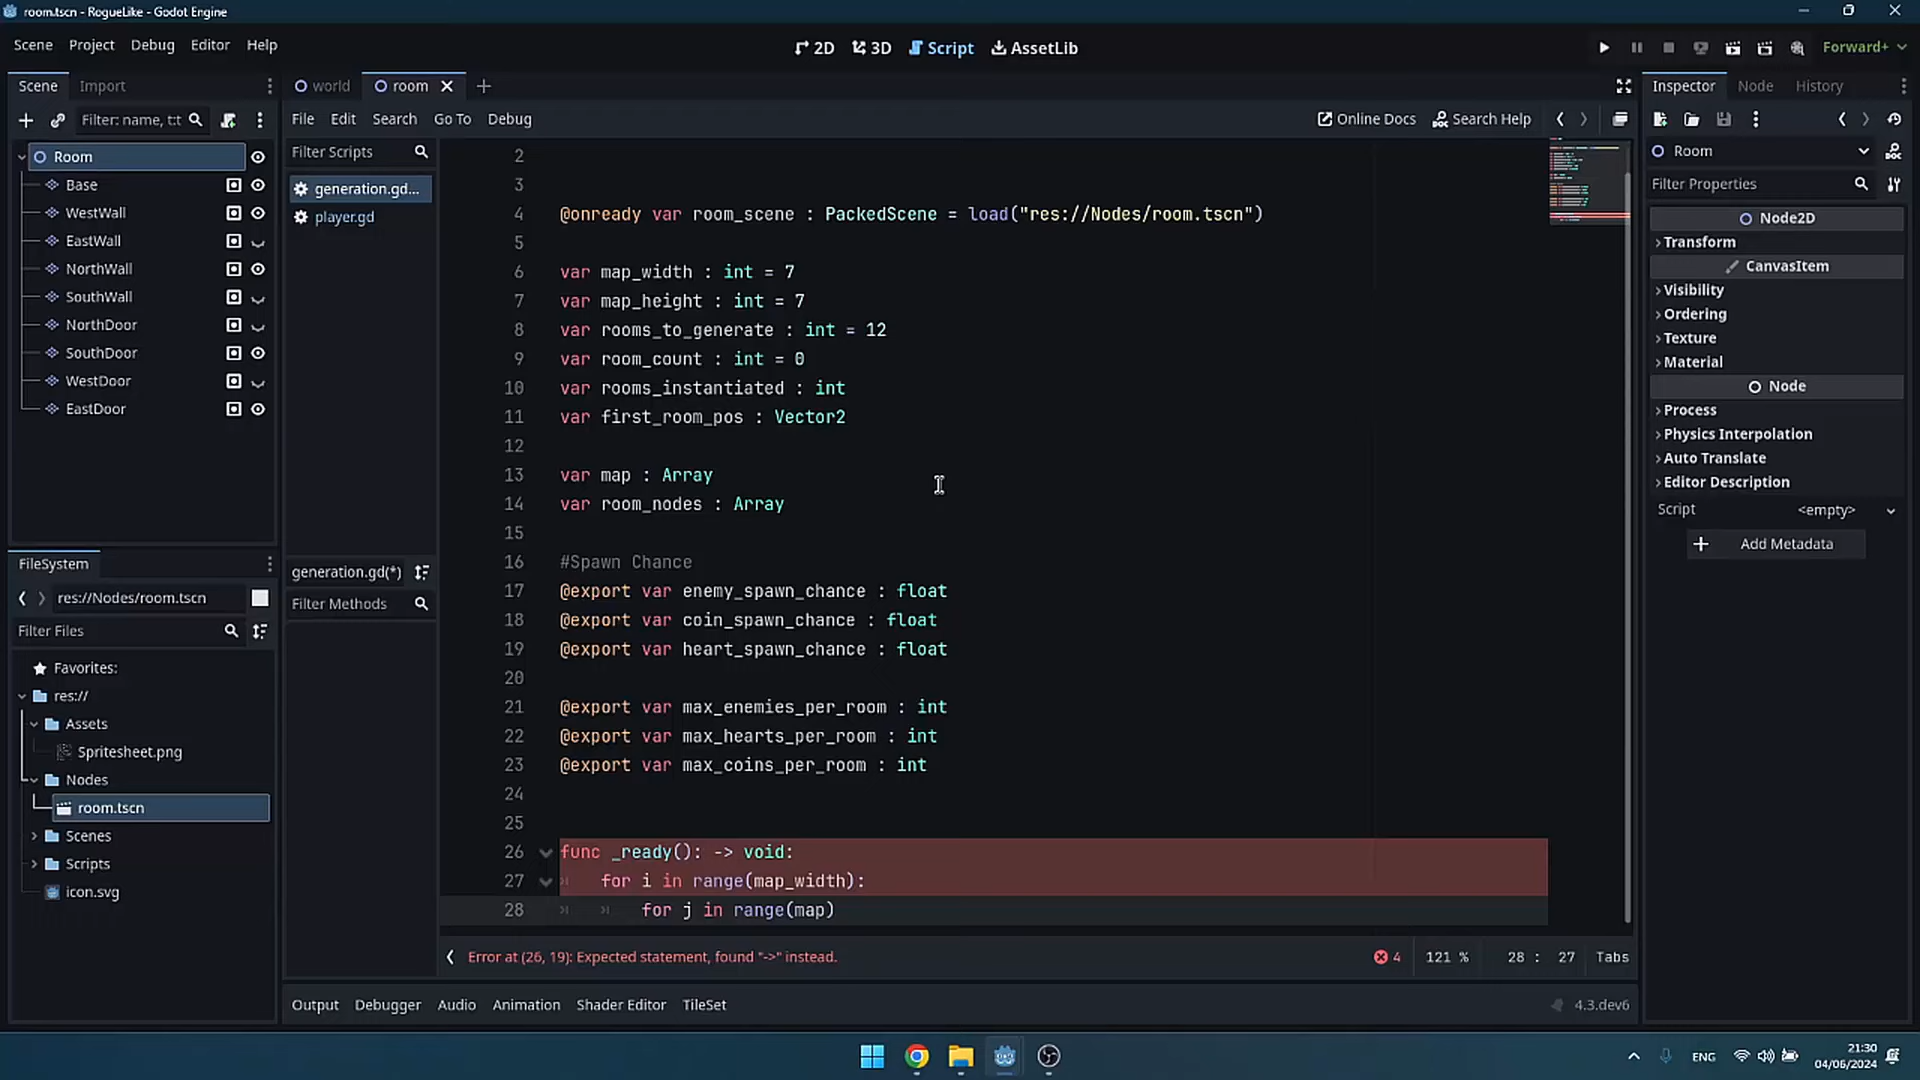 room.tscn - RogueLike - Godot Engine
Scene Project Debug Editor Help
2D 3D Script AssetLib
Forward+
Scene Import
world room
Inspector Node History
Filter: name, t:t
File Edit Search Go To Debug
Online Docs Search Help
Room
Base
WestWall
EastWall
NorthWall
SouthWall
NorthDoor
SouthDoor
WestDoor
EastDoor
FileSystem
res://Nodes/room.tscn
Filter Files
Favorites:
res://
Assets
Spritesheet.png
Nodes
room.tscn
Scenes
Scripts
icon.svg
Filter Scripts
generation.gd...
player.gd
generation.gd(*)
Filter Methods
2
3
4 @onready var room_scene : PackedScene = load("res://Nodes/room.tscn")
5
6 var map_width : int = 7
7 var map_height : int = 7
8 var rooms_to_generate : int = 12
9 var room_count : int = 0
10 var rooms_instantiated : int
11 var first_room_pos : Vector2
12
13 var map : Array
14 var room_nodes : Array
15
16 #Spawn Chance
17 @export var enemy_spawn_chance : float
18 @export var coin_spawn_chance : float
19 @export var heart_spawn_chance : float
20
21 @export var max_enemies_per_room : int
22 @export var max_hearts_per_room : int
23 @export var max_coins_per_room : int
24
25
26 func _ready(): -> void:
27 for i in range(map_width):
28 for j in range(map)
Error at (26, 19): Expected statement, found "->" instead.
4 121 % 28 : 27 Tabs
Output Debugger Audio Animation Shader Editor TileSet
4.3.dev6
Room
Filter Properties
Node2D
Transform
CanvasItem
Visibility
Ordering
Texture
Material
Node
Process
Physics Interpolation
Auto Translate
Editor Description
Script <empty>
Add Metadata
ENG
21:30
04/06/2024